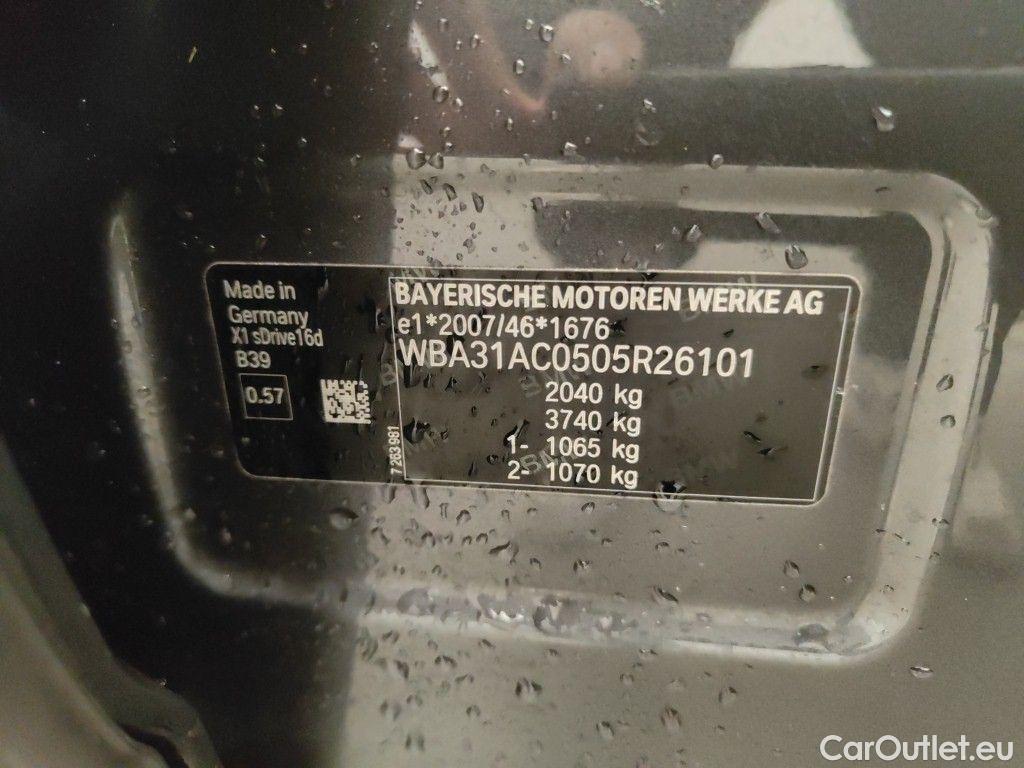 Made in
Germany
X1 sDrive16d
B39
0.57
7 263 981
BAYERISCHE MOTOREN WERKE AG
e1*2007/46*1676
WBA31AC0505R26101
2040 kg
3740 kg
1- 1065 kg
2- 1070 kg
CarOutlet.eu